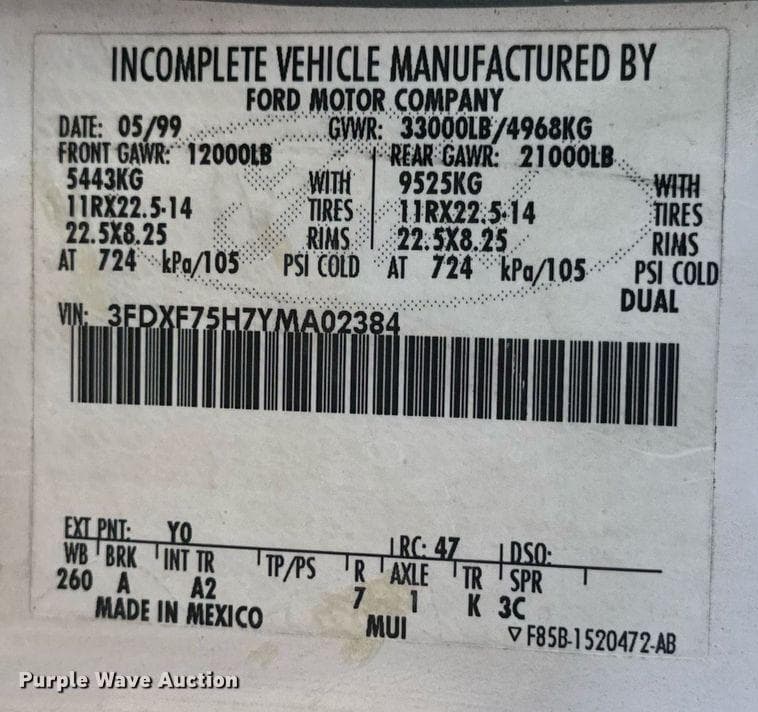 INCOMPLETE VEHICLE MANUFACTURED BY
FORD MOTOR COMPANY
DATE: 05/99 GVWR: 33000LB/4968KG
FRONT GAWR: 12000LB REAR GAWR: 21000LB
5443KG WITH 9525KG WITH
11RX22.5-14 TIRES 11RX22.5-14 TIRES
22.5X8.25 RIMS 22.5X8.25 RIMS
AT 724 kPa/105 PSI COLD AT 724 kPa/105 PSI COLD
DUAL
VIN: 3FDXF75H7YMA02384
EXT PNT: Y0 RC: 47 DSO:
WB BRK INT TR TP/PS R AXLE TR SPR
260 A A2 7 1 K 3C
MADE IN MEXICO MUI ▽ F85B-1520472-AB
Purple Wave Auction